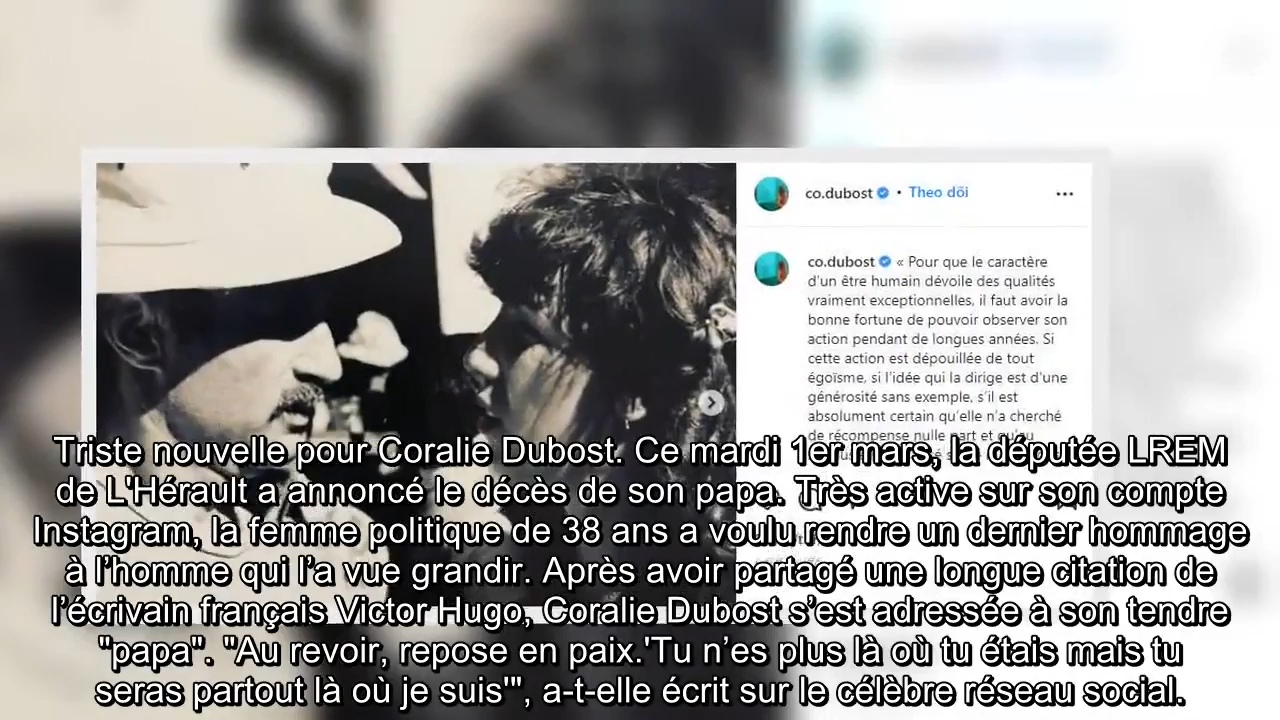 co.dubost • Theo dõi
co.dubost « Pour que le caractère
d'un être humain dévoile des qualités
vraiment exceptionnelles, il faut avoir la
bonne fortune de pouvoir observer son
action pendant de longues années. Si
cette action est dépouillée de tout
égoïsme, si l'idée qui la dirige est d'une
générosité sans exemple, s'il est
absolument certain qu'elle n'a cherché
de récompense nulle part et qu'au
Triste nouvelle pour Coralie Dubost. Ce mardi 1er mars, la députée LREM
de L'Hérault a annoncé le décès de son papa. Très active sur son compte
Instagram, la femme politique de 38 ans a voulu rendre un dernier hommage
à l’homme qui l’a vue grandir. Après avoir partagé une longue citation de
l’écrivain français Victor Hugo, Coralie Dubost s’est adressée à son tendre
"papa". "Au revoir, repose en paix.'Tu n’es plus là où tu étais mais tu
seras partout là où je suis'", a-t-elle écrit sur le célèbre réseau social.